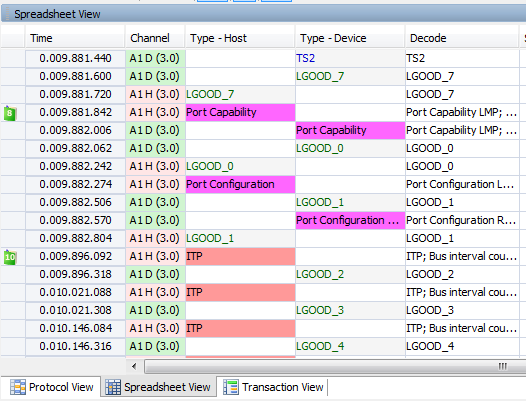 Spreadsheet View
Time Channel Type - Host Type - Device Decode S
0.009.881.440 A1 D (3.0) TS2 TS2
0.009.881.600 A1 D (3.0) LGOOD_7 LGOOD_7
0.009.881.720 A1 H (3.0) LGOOD_7 LGOOD_7
8 0.009.881.842 A1 H (3.0) Port Capability Port Capability LMP; ...
0.009.882.006 A1 D (3.0) Port Capability Port Capability LMP; ...
0.009.882.062 A1 D (3.0) LGOOD_0 LGOOD_0
0.009.882.242 A1 H (3.0) LGOOD_0 LGOOD_0
0.009.882.274 A1 H (3.0) Port Configuration Port Configuration L...
0.009.882.506 A1 D (3.0) LGOOD_1 LGOOD_1
0.009.882.570 A1 D (3.0) Port Configuration ... Port Configuration R...
0.009.882.804 A1 H (3.0) LGOOD_1 LGOOD_1
10 0.009.896.092 A1 H (3.0) ITP ITP; Bus interval cou...
0.009.896.318 A1 D (3.0) LGOOD_2 LGOOD_2
0.010.021.088 A1 H (3.0) ITP ITP; Bus interval cou...
0.010.021.308 A1 D (3.0) LGOOD_3 LGOOD_3
0.010.146.084 A1 H (3.0) ITP ITP; Bus interval cou...
0.010.146.316 A1 D (3.0) LGOOD_4 LGOOD_4
Protocol View Spreadsheet View Transaction View